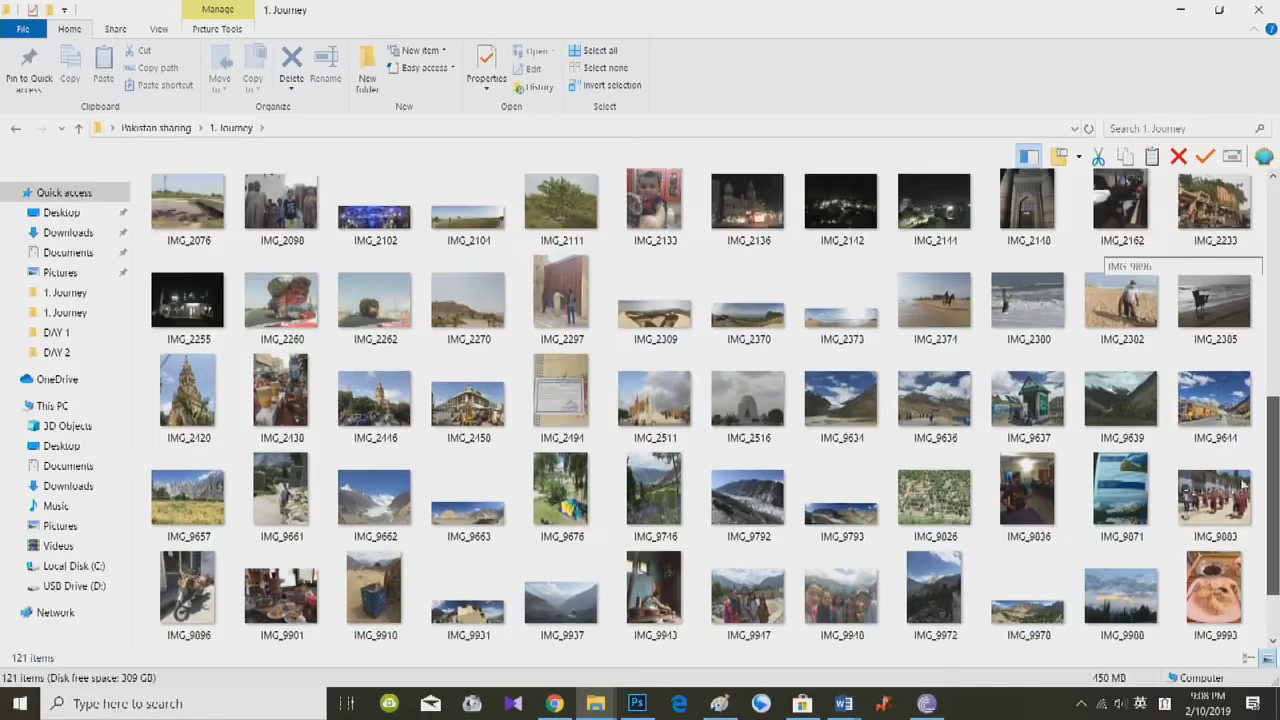 Manage 1. Journey
File Home Share View Picture Tools
Pin to Quick access
Copy
Paste
Cut
Copy path
Paste shortcut
Move to
Copy to
Delete
Rename
New folder
New item
Easy access
Properties
Open
Edit
History
Select all
Select none
Invert selection
Clipboard Organize New Open Select
Pakistan sharing 1. Journey Search 1. Journey
Quick access
Desktop
Downloads
Documents
Pictures
1. Journey
1. Journey
DAY 1
DAY 2
OneDrive
This PC
3D Objects
Desktop
Documents
Downloads
Music
Pictures
Videos
Local Disk (C:)
USB Drive (D:)
Network
IMG_2076 IMG_2098 IMG_2102 IMG_2104 IMG_2111 IMG_2133 IMG_2136 IMG_2142 IMG_2144 IMG_2148 IMG_2162 IMG_2233
IMG_9896
IMG_2255 IMG_2260 IMG_2262 IMG_2270 IMG_2297 IMG_2309 IMG_2370 IMG_2373 IMG_2374 IMG_2380 IMG_2382 IMG_2385
IMG_2420 IMG_2438 IMG_2446 IMG_2458 IMG_2494 IMG_2511 IMG_2516 IMG_9634 IMG_9636 IMG_9637 IMG_9639 IMG_9644
IMG_9657 IMG_9661 IMG_9662 IMG_9663 IMG_9676 IMG_9746 IMG_9792 IMG_9793 IMG_9826 IMG_9836 IMG_9871 IMG_9883
IMG_9896 IMG_9901 IMG_9910 IMG_9931 IMG_9937 IMG_9943 IMG_9947 IMG_9948 IMG_9972 IMG_9978 IMG_9988 IMG_9993
121 items
121 items (Disk free space: 309 GB) 450 MB Computer
Type here to search
Ps
英
9:08 PM
2/10/2019